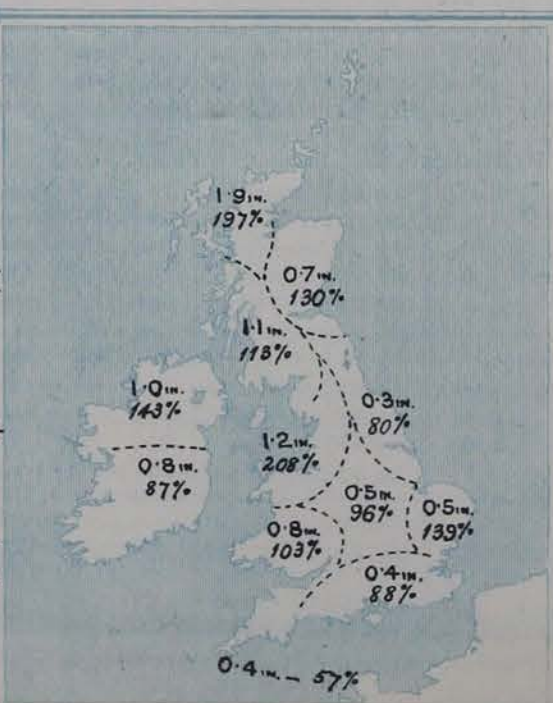 1·9 IN.
197%
0·7 IN.
130%
1·1 IN.
113%
1·0 IN.
143%
0·3 IN.
80%
1·2 IN.
208%
0·8 IN.
87%
0·5 IN.
96%
0·5 IN.
139%
0·8 IN.
103%
0·4 IN.
88%
0·4 IN. — 57%